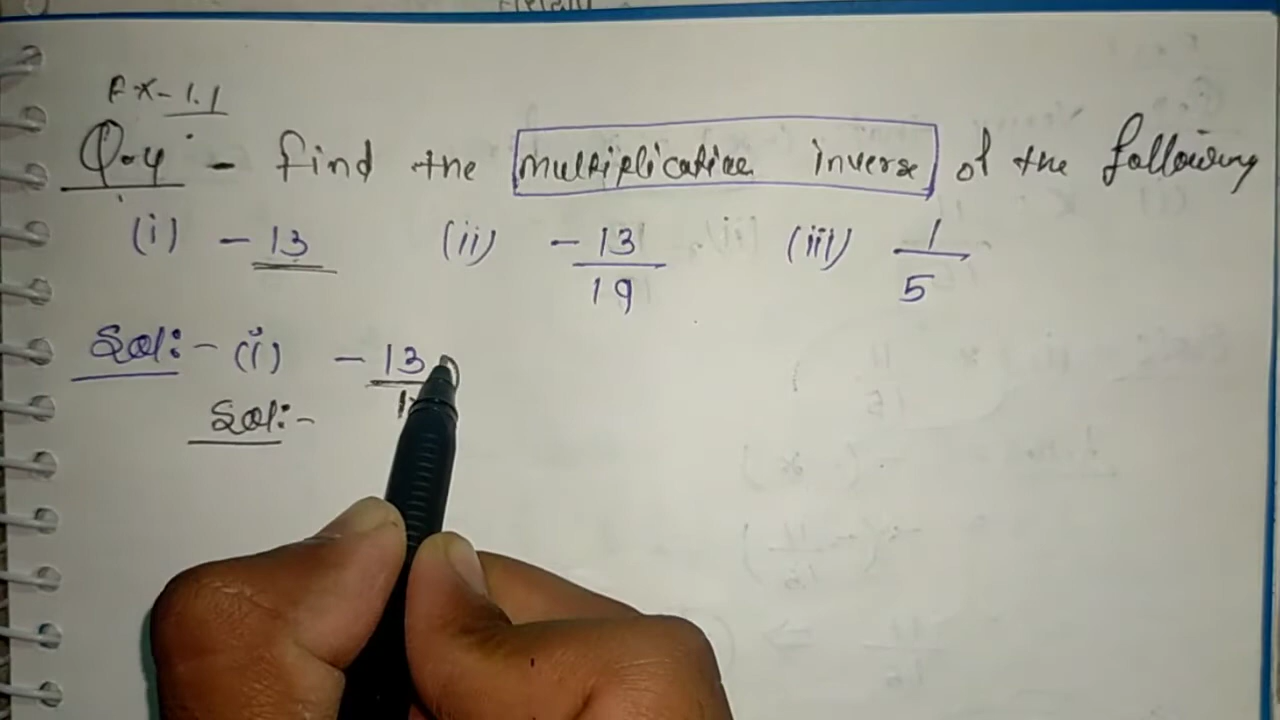 Ex-1.1
Q.4 - find the multiplicative inverse of the following
(i) -13 (ii) -13/19 (iii) 1/5
Sol:- (i) -13/1
Sol:-